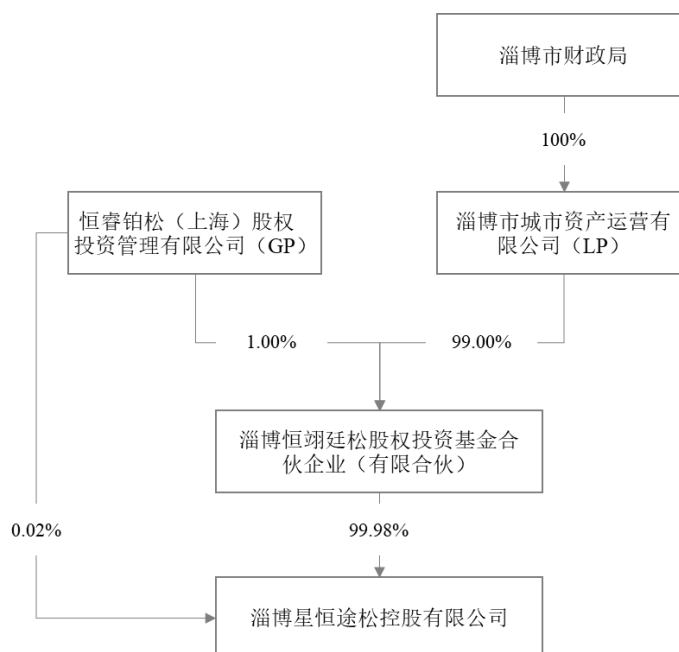 淄博市财政局
100%
恒睿铂松（上海）股权
投资管理有限公司（GP）
淄博市城市资产运营有
限公司（LP）
1.00%
99.00%
淄博恒翊廷松股权投资基金合
伙企业（有限合伙）
0.02%
99.98%
淄博星恒途松控股有限公司